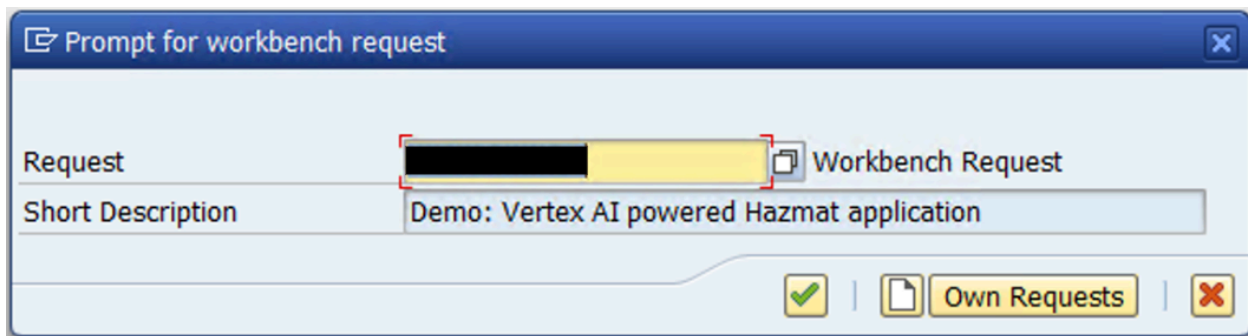 Prompt for workbench request
Request Workbench Request
Short Description Demo: Vertex AI powered Hazmat application
Own Requests